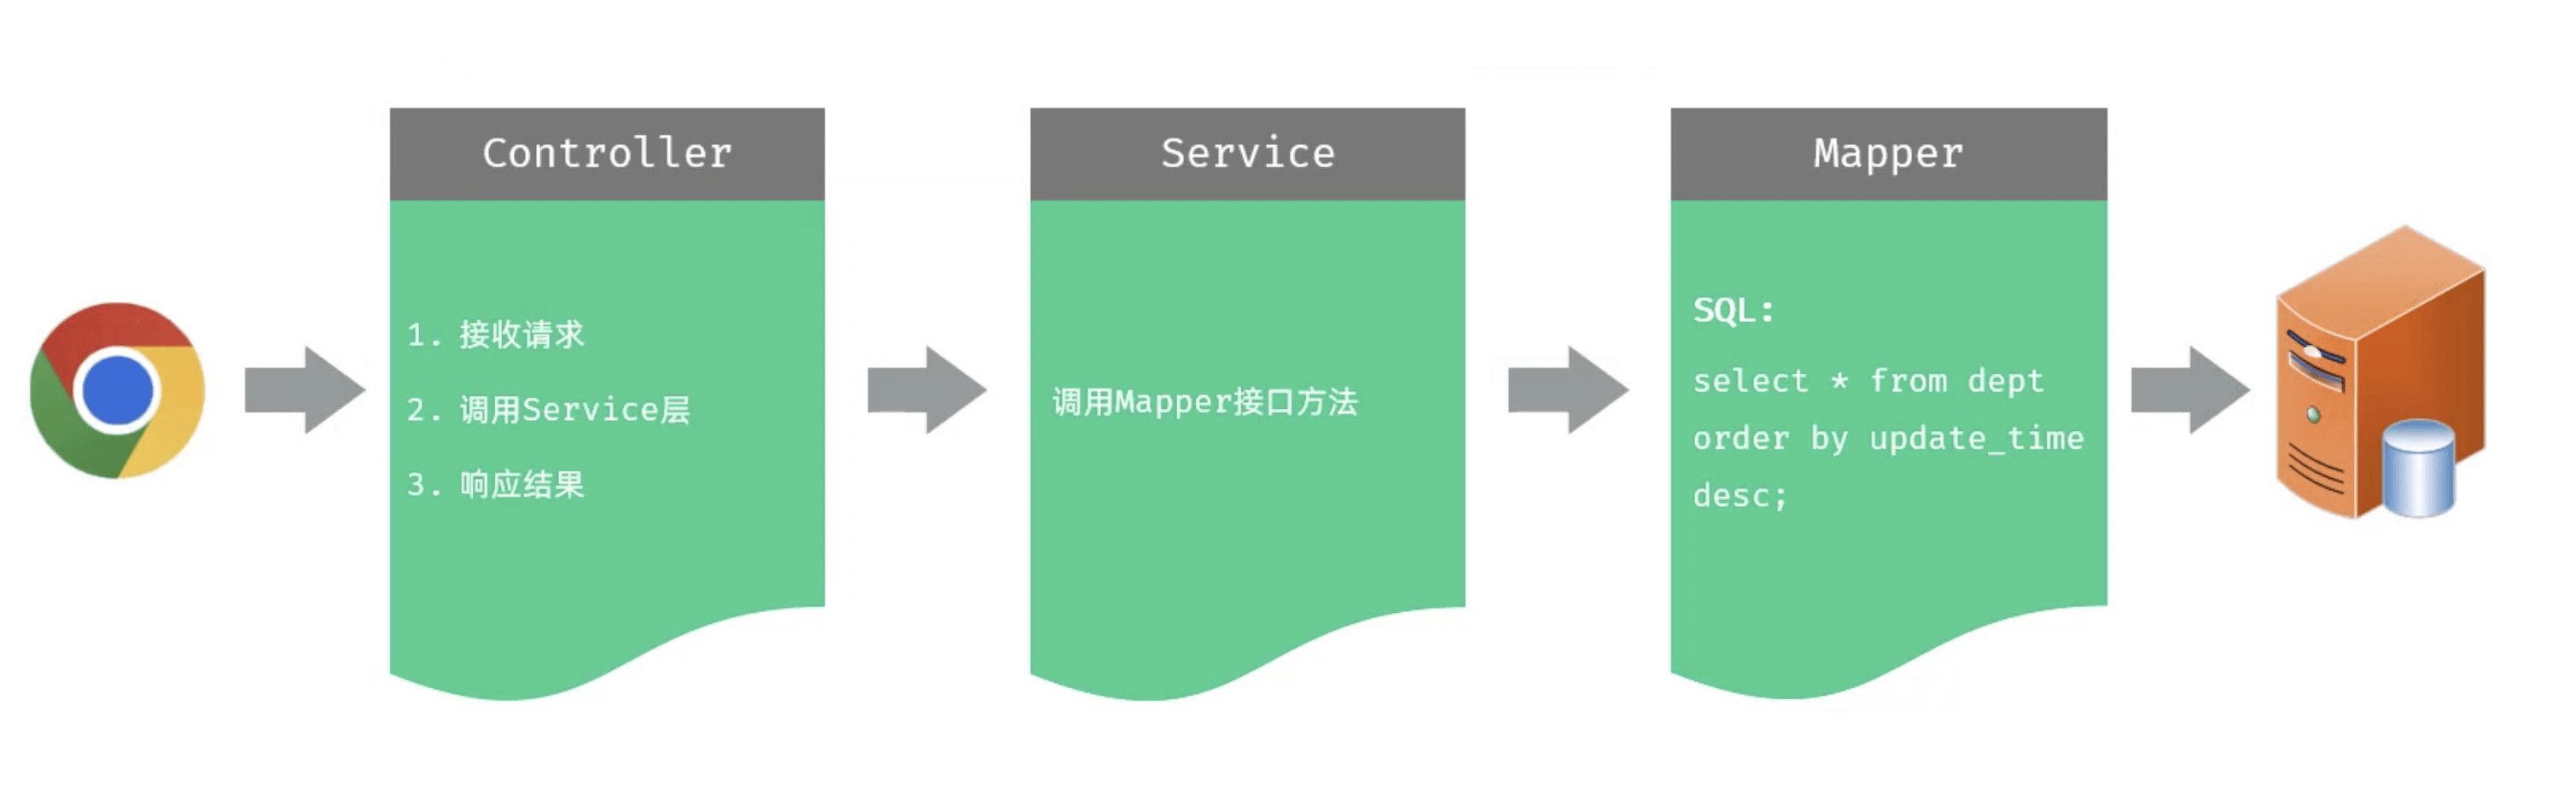 Controller
1. 接收请求
2. 调用Service层
3. 响应结果
Service
调用Mapper接口方法
Mapper
SQL:
select * from dept
order by update_time
desc;